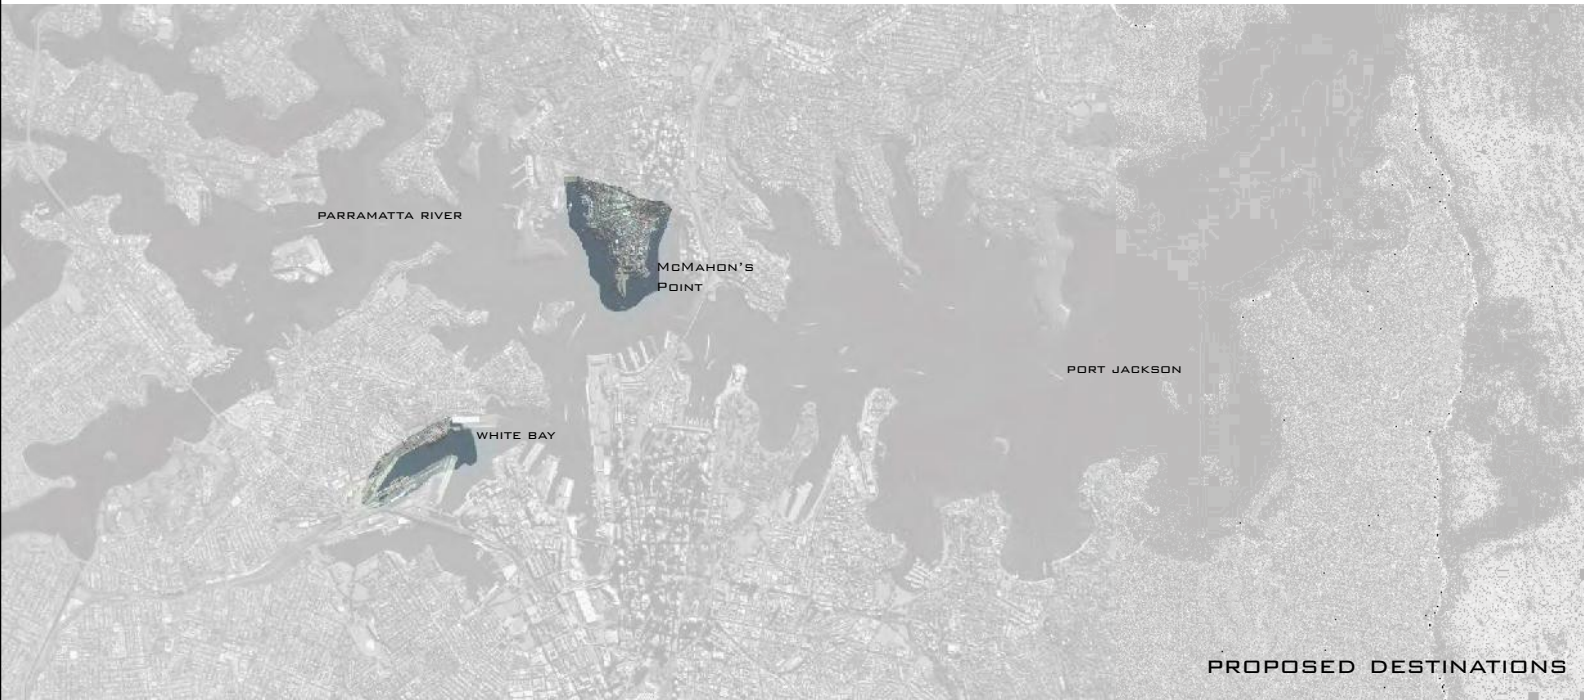 PARRAMATTA RIVER
McMAHON'S
POINT
PORT JACKSON
WHITE BAY
PROPOSED DESTINATIONS